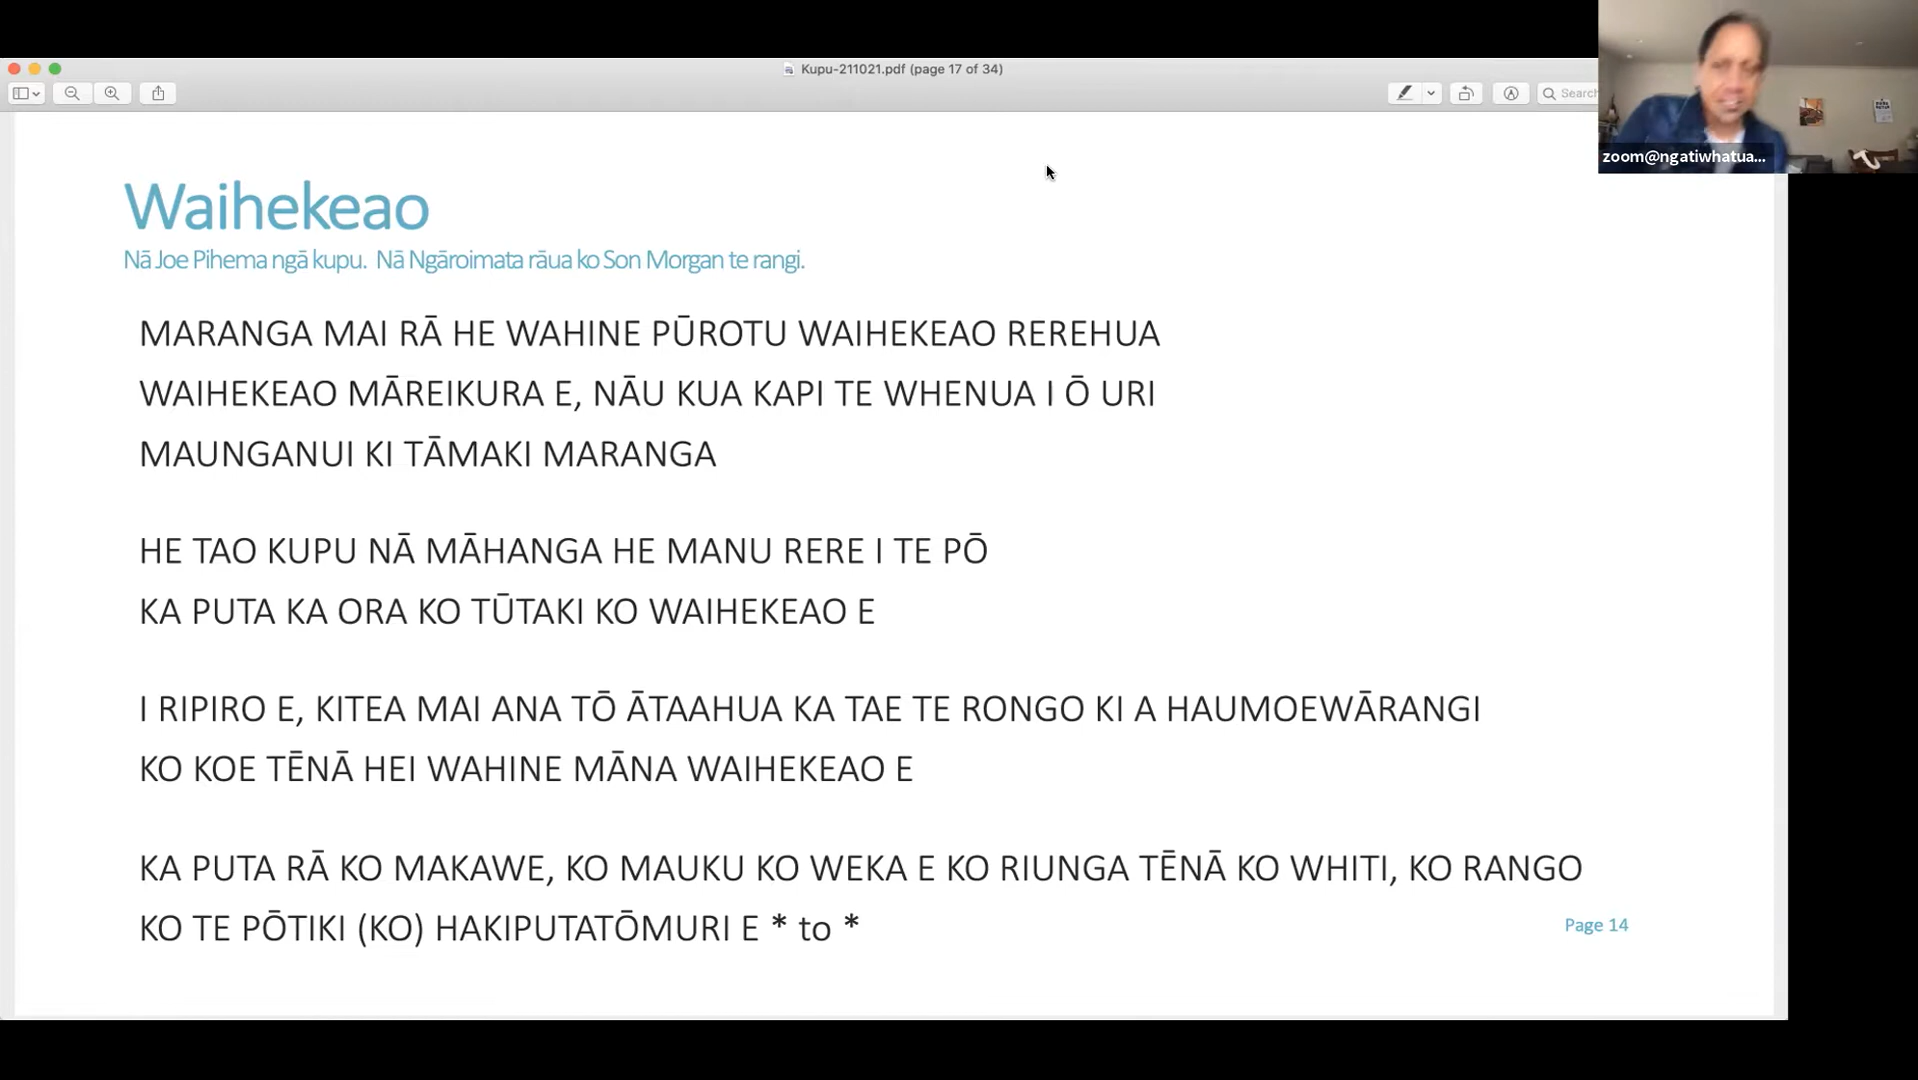 Kupu-211021.pdf (page 17 of 34)
Search
zoom@ngatiwhatua...
Waihekeao
Nā Joe Pihema ngā kupu. Nā Ngāroimata rāua ko Son Morgan te rangi.
MARANGA MAI RĀ HE WAHINE PŪROTU WAIHEKEAO REREHUA
WAIHEKEAO MĀREIKURA E, NĀU KUA KAPI TE WHENUA I Ō URI
MAUNGANUI KI TĀMAKI MARANGA
HE TAO KUPU NĀ MĀHANGA HE MANU RERE I TE PŌ
KA PUTA KA ORA KO TŪTAKI KO WAIHEKEAO E
I RIPIRO E, KITEA MAI ANA TŌ ĀTAAHUA KA TAE TE RONGO KI A HAUMOEWĀRANGI
KO KOE TĒNĀ HEI WAHINE MĀNA WAIHEKEAO E
KA PUTA RĀ KO MAKAWE, KO MAUKU KO WEKA E KO RIUNGA TĒNĀ KO WHITI, KO RANGO
KO TE PŌTIKI (KO) HAKIPUTATŌMURI E * to *
Page 14